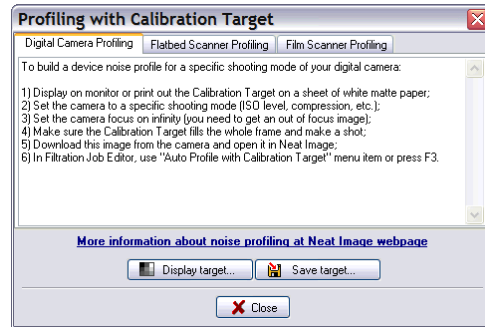 Profiling with Calibration Target
Digital Camera Profiling Flatbed Scanner Profiling Film Scanner Profiling
To build a device noise profile for a specific shooting mode of your digital camera:
1) Display on monitor or print out the Calibration Target on a sheet of white matte paper;
2) Set the camera to a specific shooting mode (ISO level, compression, etc.);
3) Set the camera focus on infinity (you need to get an out of focus image);
4) Make sure the Calibration Target fills the whole frame and make a shot;
5) Download this image from the camera and open it in Neat Image;
6) In Filtration Job Editor, use "Auto Profile with Calibration Target" menu item or press F3.
More information about noise profiling at Neat Image webpage
Display target... Save target...
Close